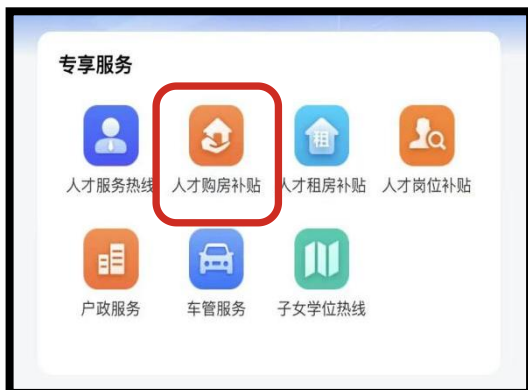 专享服务
租
人才服务热线 人才购房补贴 人才租房补贴 人才岗位补贴
户政服务 车管服务 子女学位热线